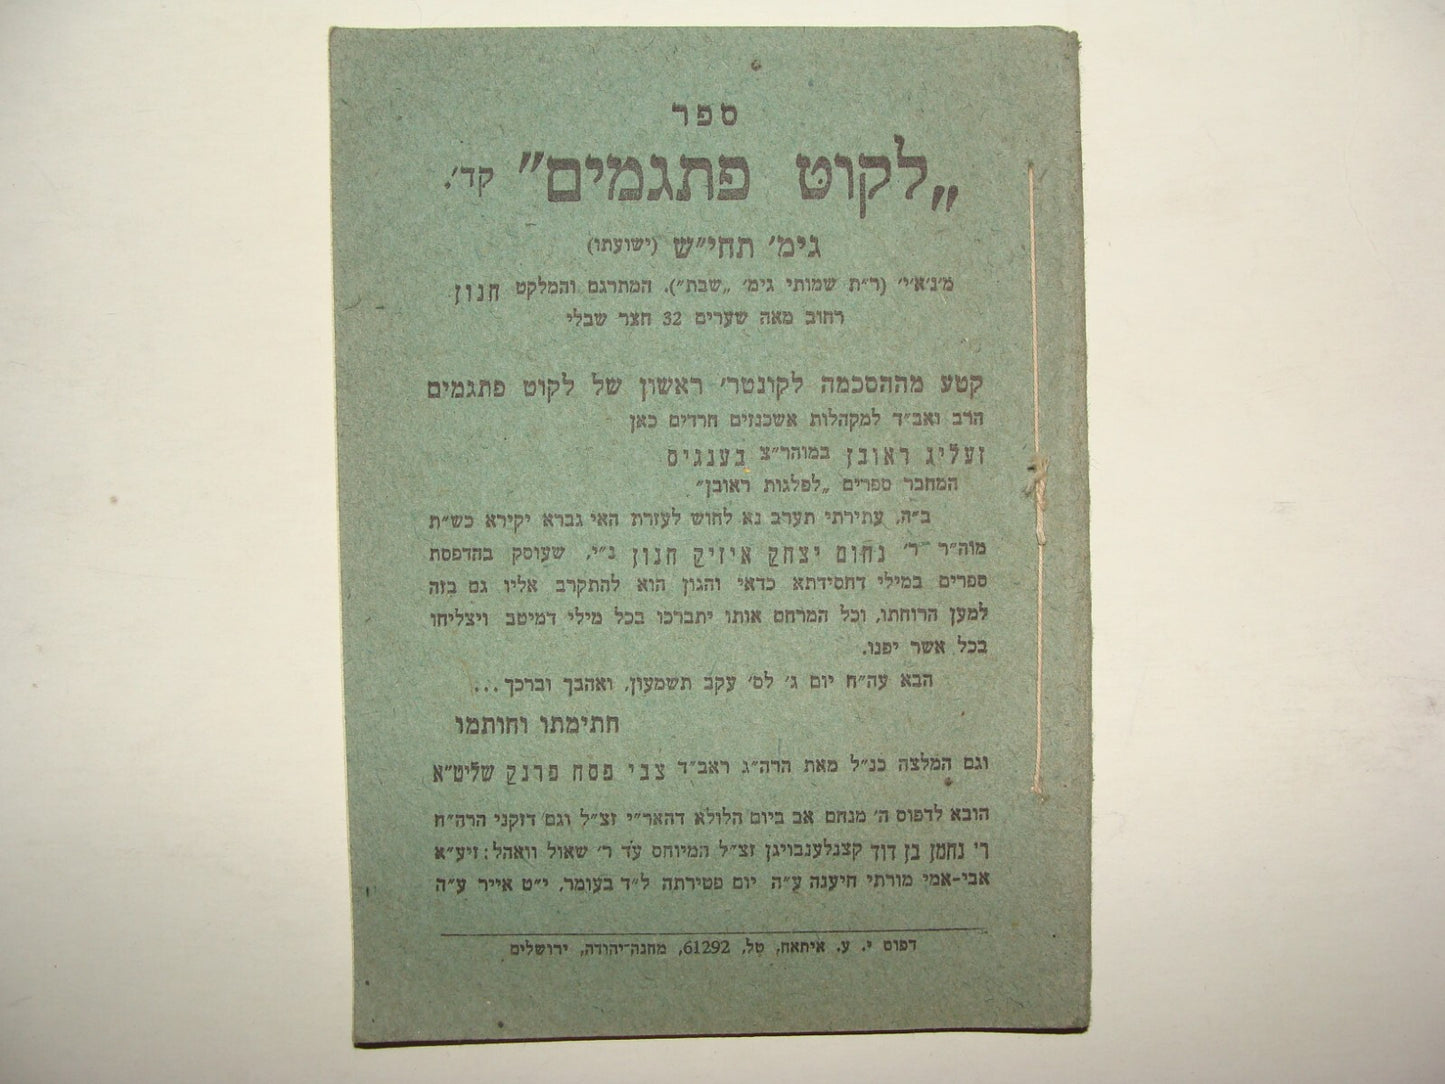 ספר
„לקוט פתגמים״ קד׳.
גימ׳ תחי״ש (ישועתו)
מ׳נ׳א׳י׳ (ר״ת שמותי גימ׳ „שבת״). המתרגם והמלקט חנון
רחוב מאה שערים 32 חצר שבלי
קטע מההסכמה לקונטר׳ ראשון של לקוט פתגמים
הרב ואב״ד למקהלות אשכנזים חרדים כאן
זעליג ראובן במוהר״צ בענגיס
המחבר ספרים „לפלגות ראובן״
ב״ה, עתירתי תערב נא לחוש לעזרת האי גברא יקירא כש״ת
מוה״ר ר׳ נחום יצחק איזיק חנון נ״י, שעוסק בהדפסת
ספרים במילי דחסידתא כדאי והגון הוא להתקרב אליו גם בזה
למען הרוחתו, וכל המרחם אותו יתברכו בכל מילי דמיטב ויצליחו
בכל אשר יפנו.
הבא עה״ח יום ג׳ לס׳ עקב תשמעון, ואהבך וברכך...
חתימתו וחותמו
וגם המלצה כנ״ל מאת הרה״ג ראב״ד צבי פסח פרנק שליט״א
הובא לדפוס ה׳ מנחם אב ביום הלולא דהאר״י זצ״ל וגם דזקני הרה״ח
ר׳ נחמן בן דוד קצנלענבויגן זצ״ל המיוחס עד ר׳ שאול וואהל: זיע״א
אבי-אמי מורתי חיענה ע״ה יום פטירתה ל״ד בעומר, י״ט אייר ע״ה
דפוס י. ע. איתאח, טל, 61292, מחנה־יהודה, ירושלים